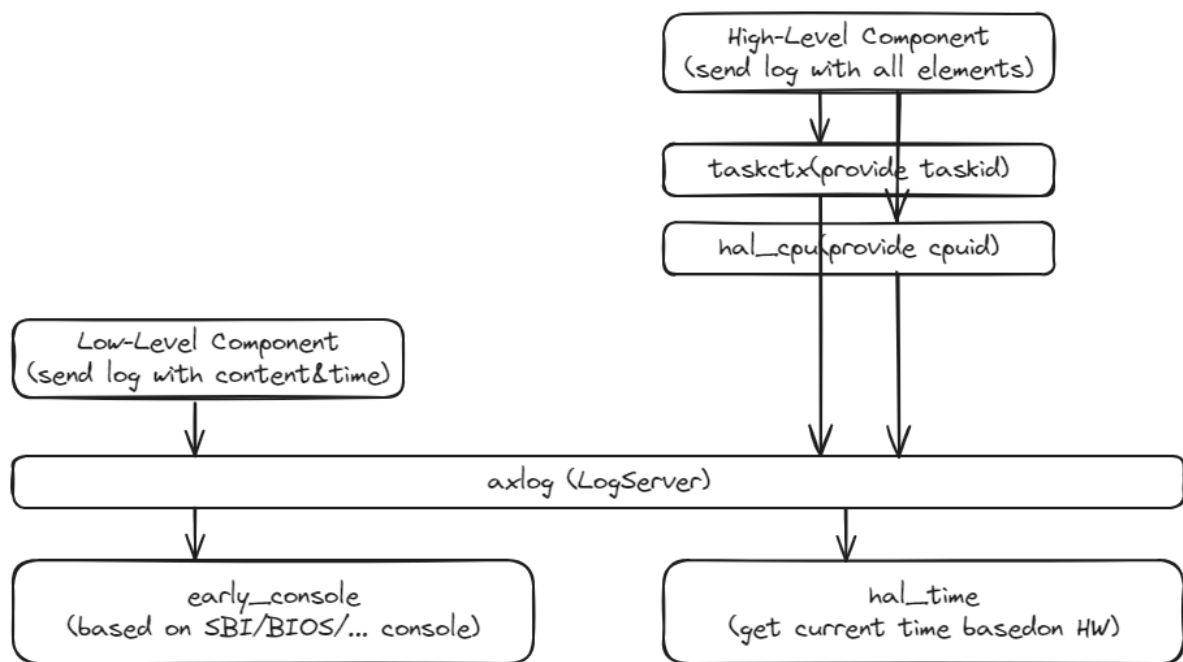 High-Level Component
(send log with all elements)
taskctx(provide taskid)
hal_cpu(provide cpuid)
Low-Level Component
(send log with content&time)
axlog (LogServer)
early_console
(based on SBI/BIOS/... console)
hal_time
(get current time basedon HW)